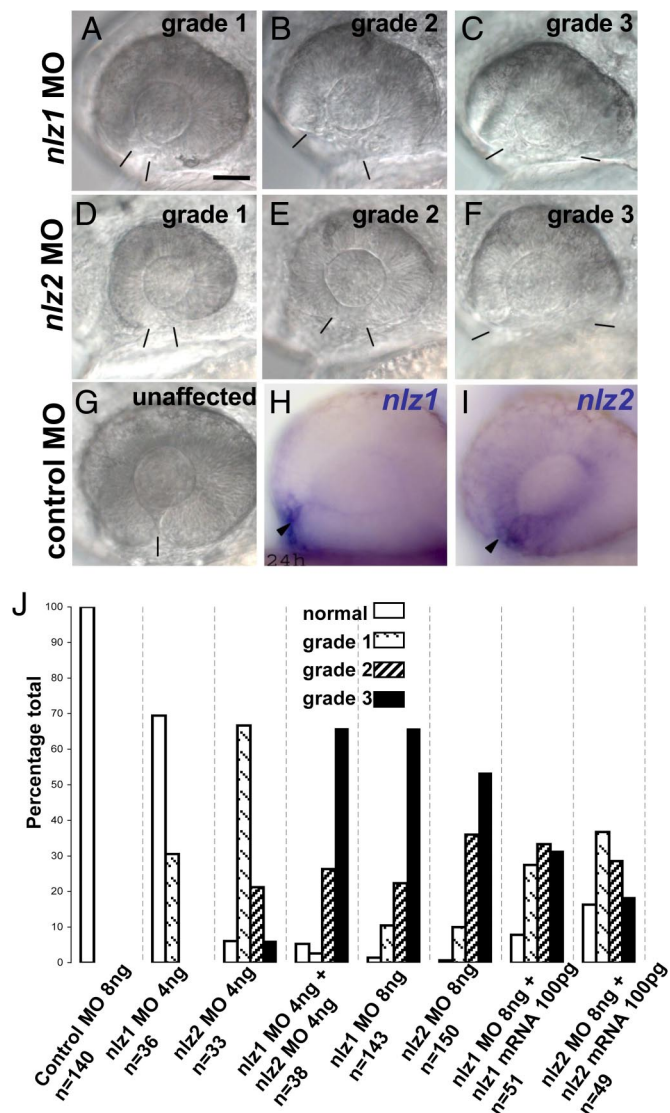 A grade 1
B grade 2
C grade 3
nlz1 MO
D grade 1
E grade 2
F grade 3
nlz2 MO
G unaffected
H nlz1
I nlz2
control MO
24h
J
normal
grade 1
grade 2
grade 3
Percentage total
100
90
80
70
60
50
40
30
20
10
0
Control MO 8ng
n=140
nlz1 MO 4ng
n=36
nlz2 MO 4ng
n=33
nlz1 MO 4ng +
nlz2 MO 4ng
n=38
nlz1 MO 8ng
n=143
nlz2 MO 8ng
n=150
nlz1 MO 8ng +
nlz1 mRNA 100pg
n=51
nlz2 MO 8ng +
nlz2 mRNA 100pg
n=49